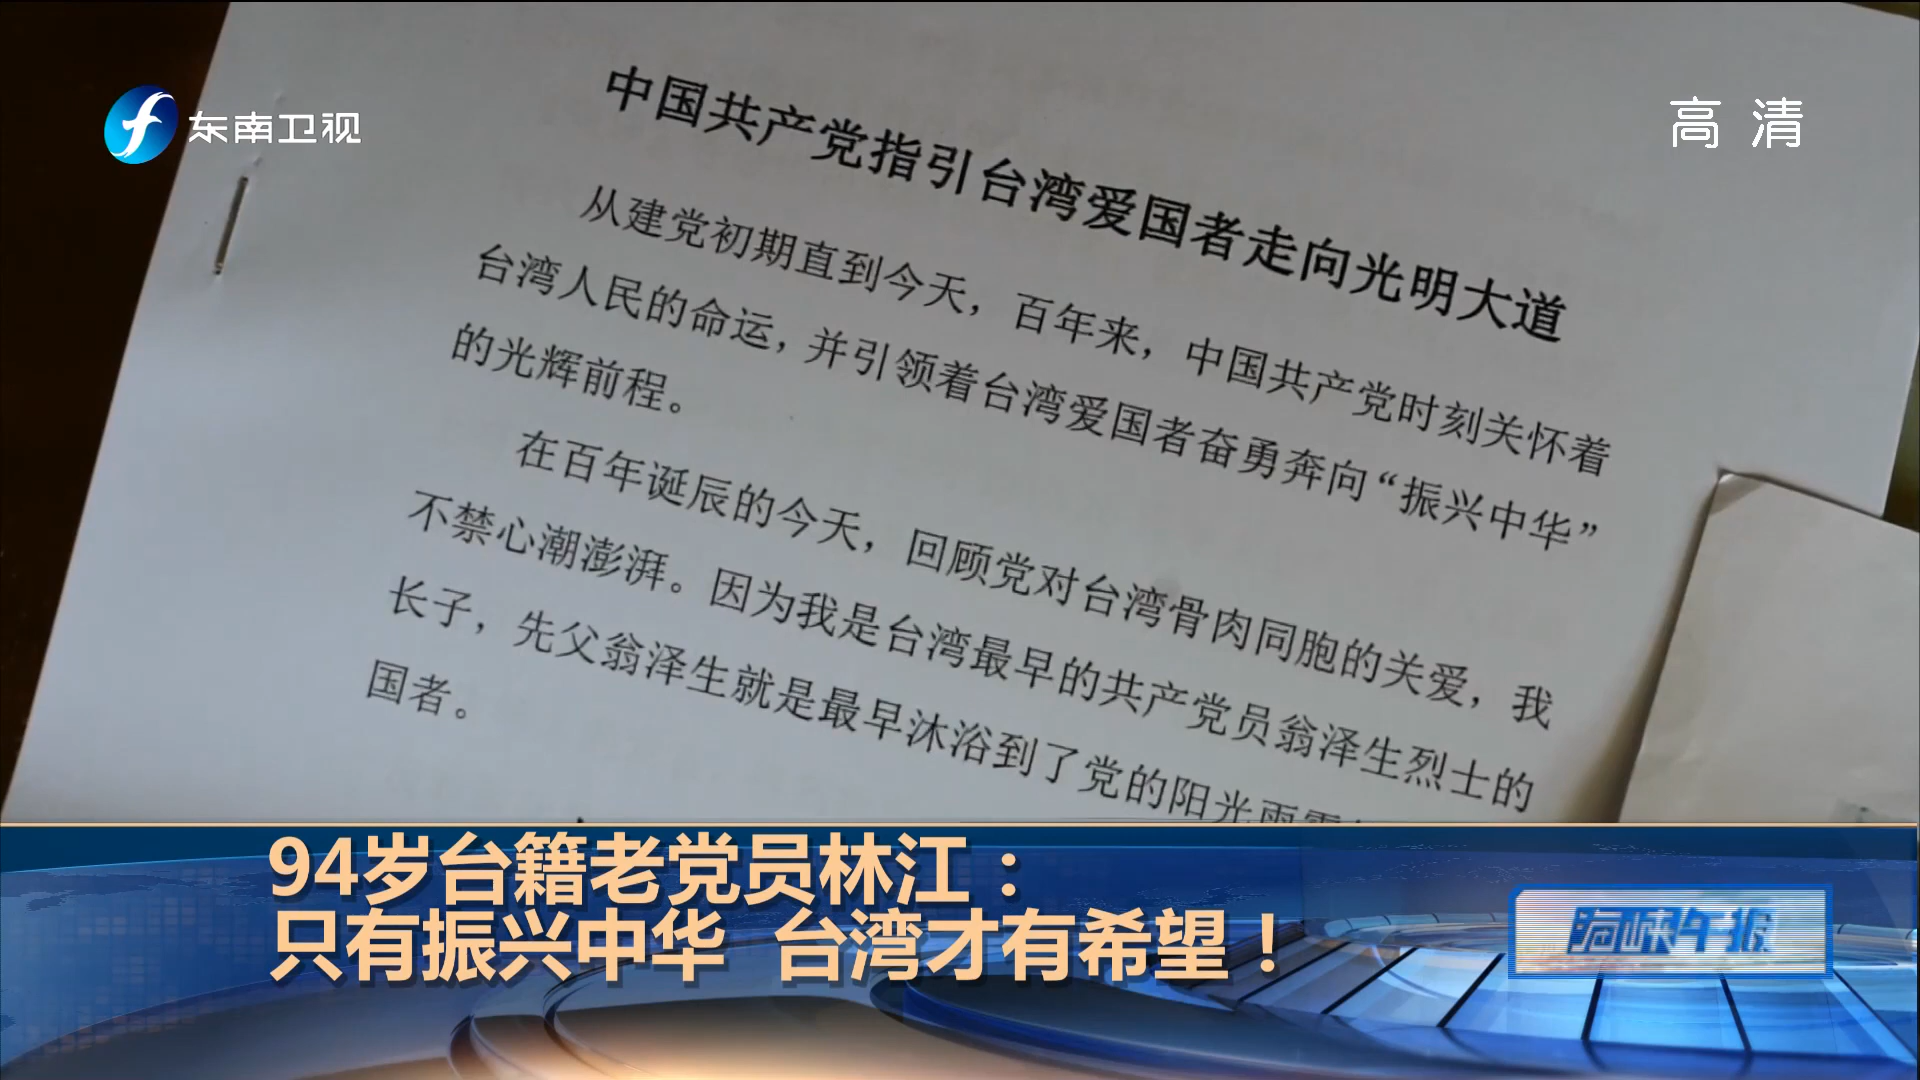 东南卫视
高清
中国共产党指引台湾爱国者走向光明大道
从建党初期直到今天，百年来，中国共产党时刻关怀着
台湾人民的命运，并引领着台湾爱国者奋勇奔向“振兴中华”
的光辉前程。
在百年诞辰的今天，回顾党对台湾骨肉同胞的关爱，我
不禁心潮澎湃。因为我是台湾最早的共产党员翁泽生烈士的
长子，先父翁泽生就是最早沐浴到了党的阳光雨
国者。
94岁台籍老党员林江：
只有振兴中华 台湾才有希望！
海峡午报